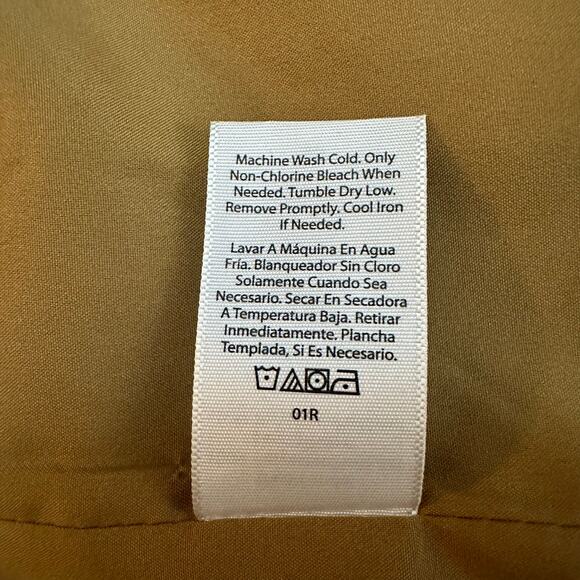 Machine Wash Cold. Only
Non-Chlorine Bleach When
Needed. Tumble Dry Low.
Remove Promptly. Cool Iron
If Needed.
Lavar A Máquina En Agua
Fría. Blanqueador Sin Cloro
Solamente Cuando Sea
Necesario. Secar En Secadora
A Temperatura Baja. Retirar
Inmediatamente. Plancha
Templada, Si Es Necesario.
01R